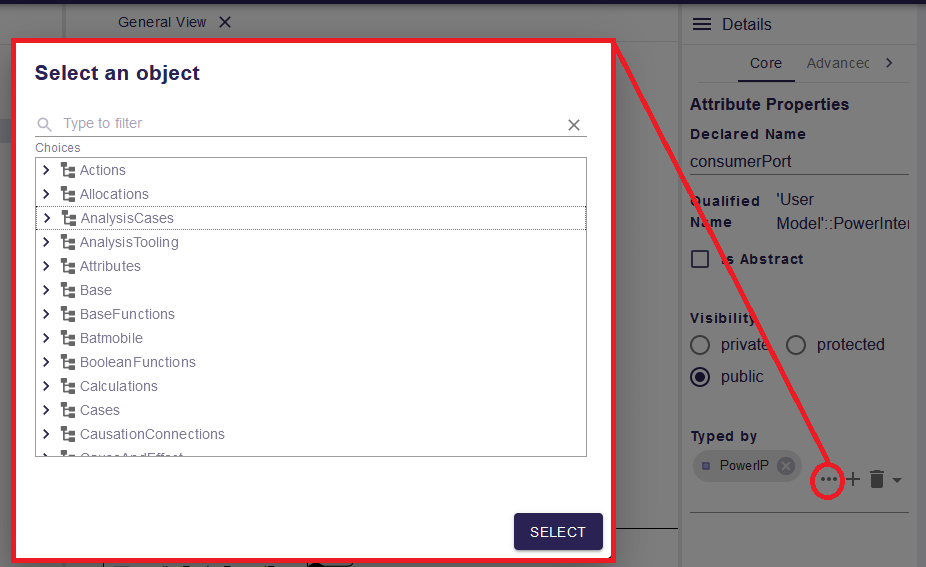 General View
Select an object
Type to filter
Choices
Actions
Allocations
AnalysisCases
AnalysisTooling
Attributes
Base
BaseFunctions
Batmobile
BooleanFunctions
Calculations
Cases
CausationConnections
CauseAndEffect
SELECT
Details
Core Advanced
Attribute Properties
Declared Name
consumerPort
Qualified Name
'User Model'::PowerInter
Is Abstract
Visibility
private protected
public
Typed by
PowerIP